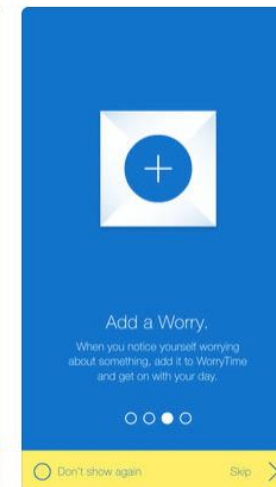 Add a Worry.
When you notice yourself worrying
about something, add it to WorryTime
and get on with your day.
Don't show again
Skip